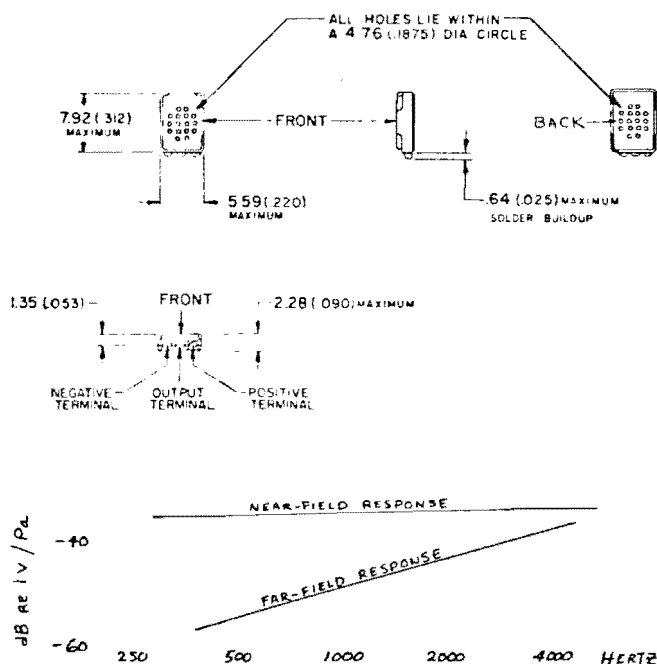 ALL HOLES LIE WITHIN
A 4.76 (.1875) DIA CIRCLE
7.92 (.312)
MAXIMUM
FRONT
BACK
5.59 (.220)
MAXIMUM
.64 (.025) MAXIMUM
SOLDER BUILDUP
1.35 (.053)
FRONT
2.28 (.090) MAXIMUM
NEGATIVE
TERMINAL
OUTPUT
TERMINAL
POSITIVE
TERMINAL
NEAR-FIELD RESPONSE
FAR-FIELD RESPONSE
dB Re 1V/Pa
-40
-60
250 500 1000 2000 4000 HERTZ